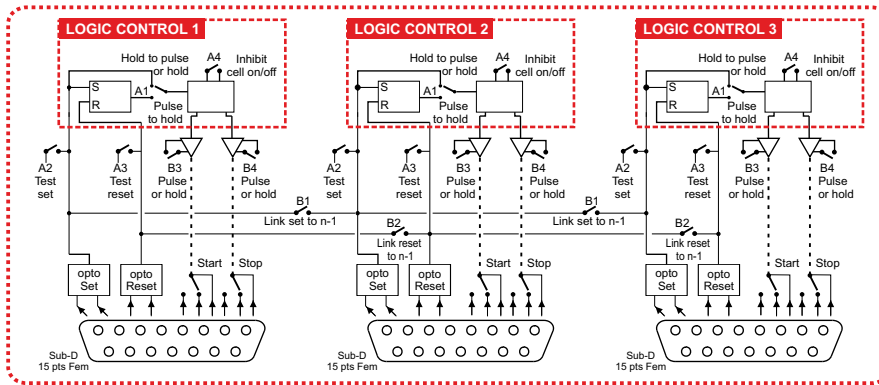 LOGIC CONTROL 1
Hold to pulse
or hold
A4
Inhibit
cell on/off
S
R
A1
Pulse
to hold
A2
Test
set
A3
Test
reset
B3
Pulse
or hold
B4
Pulse
or hold
B1
Link set to n-1
B2
Link reset
to n-1
opto
Set
opto
Reset
Start
Stop
Sub-D
15 pts Fem
LOGIC CONTROL 2
Hold to pulse
or hold
A4
Inhibit
cell on/off
S
R
A1
Pulse
to hold
A2
Test
set
A3
Test
reset
B3
Pulse
or hold
B4
Pulse
or hold
B1
Link set to n-1
B2
Link reset
to n-1
opto
Set
opto
Reset
Start
Stop
Sub-D
15 pts Fem
LOGIC CONTROL 3
Hold to pulse
or hold
A4
Inhibit
cell on/off
S
R
A1
Pulse
to hold
A2
Test
set
A3
Test
reset
B3
Pulse
or hold
B4
Pulse
or hold
opto
Set
opto
Reset
Start
Stop
Sub-D
15 pts Fem